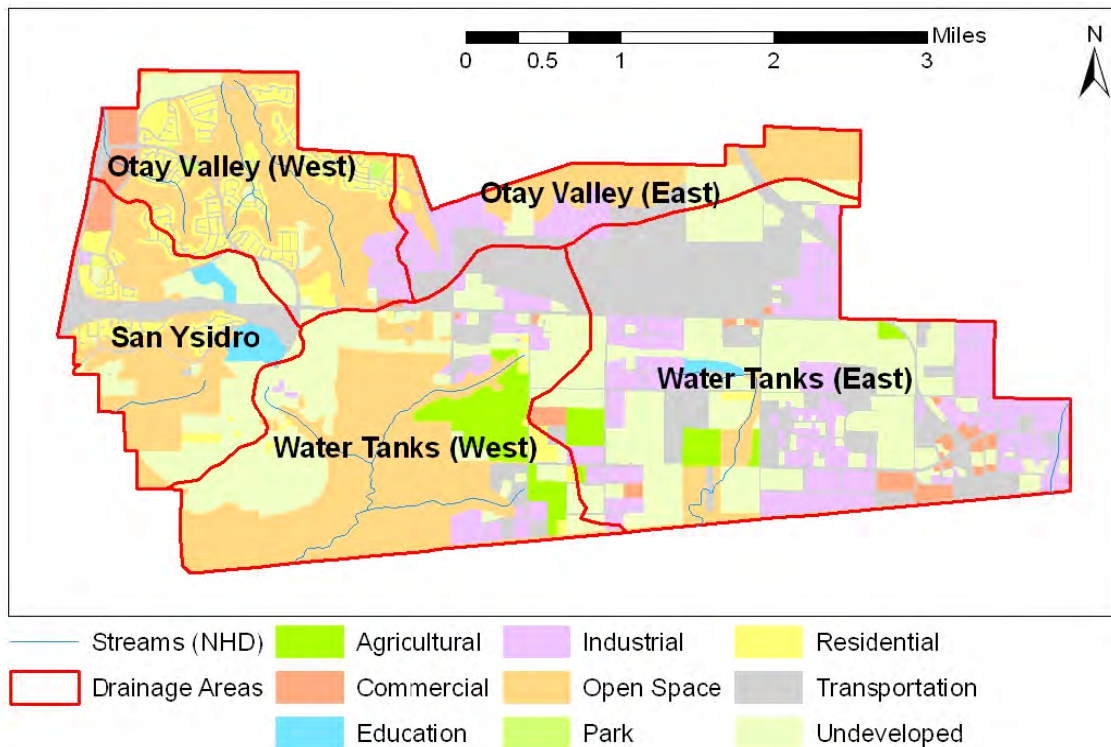 Miles
N
0 0.5 1 2 3
Otay Valley (West)
Otay Valley (East)
San Ysidro
Water Tanks (East)
Water Tanks (West)
Streams (NHD) Agricultural Industrial Residential
Drainage Areas Commercial Open Space Transportation
Education Park Undeveloped